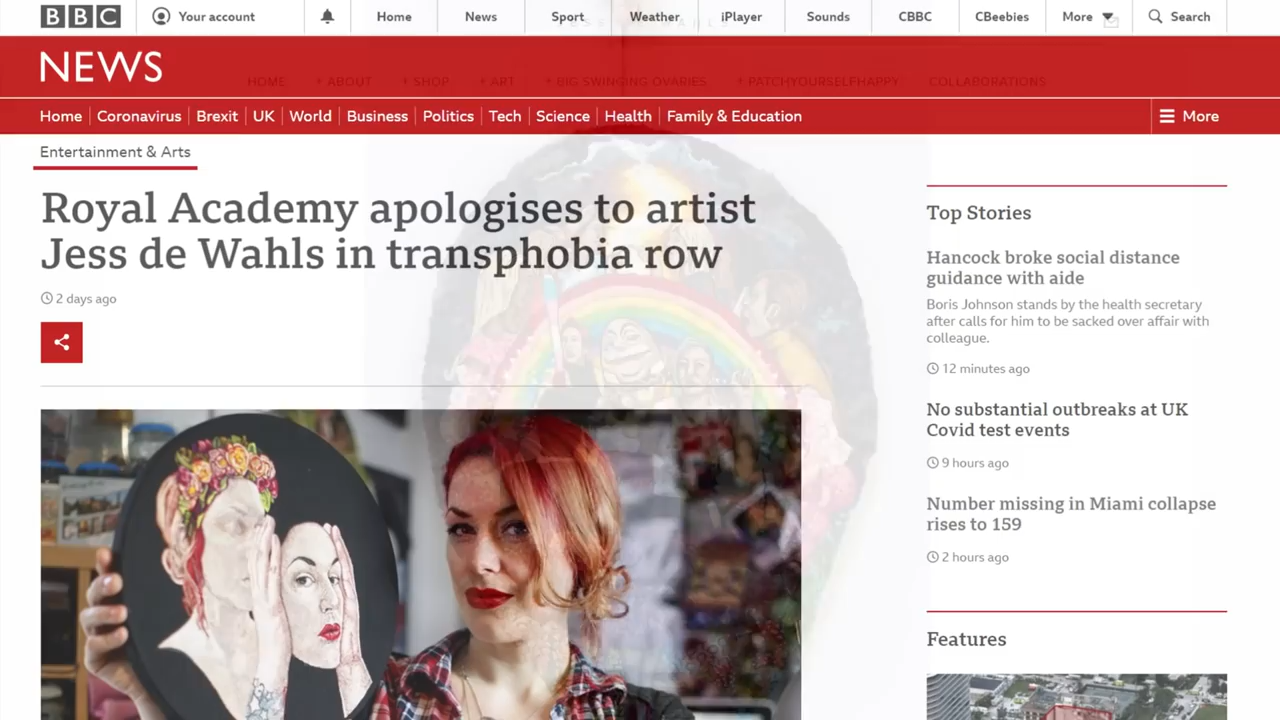 BBC Your account Home News Sport Weather iPlayer Sounds CBBC CBeebies More Search
NEWS
HOME + ABOUT + SHOP + ART + BIG SWINGING OVARIES + PATCHYOURSELFHAPPY COLLABORATIONS
Home Coronavirus Brexit UK World Business Politics Tech Science Health Family & Education More
Entertainment & Arts
Royal Academy apologises to artist
Jess de Wahls in transphobia row
2 days ago
Top Stories
Hancock broke social distance
guidance with aide
Boris Johnson stands by the health secretary
after calls for him to be sacked over affair with
colleague.
12 minutes ago
No substantial outbreaks at UK
Covid test events
9 hours ago
Number missing in Miami collapse
rises to 159
2 hours ago
Features